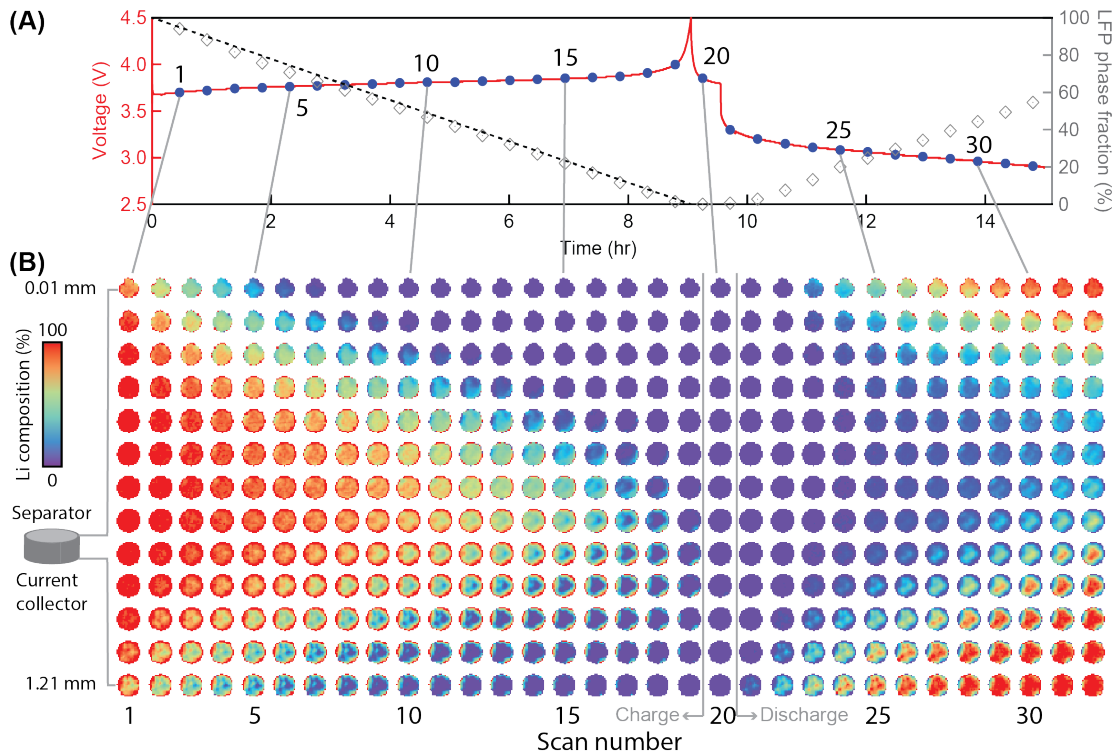 (A)
4.5
4.0
3.5
3.0
2.5
Voltage (V)
1
5
10
15
20
25
30
100
80
60
40
20
0
LFP phase fraction (%)
0
2
4
6
8
10
12
14
Time (hr)
(B)
0.01 mm
100
Li composition (%)
0
Separator
Current
collector
1.21 mm
1
5
10
15
Charge
20
Discharge
25
30
Scan number